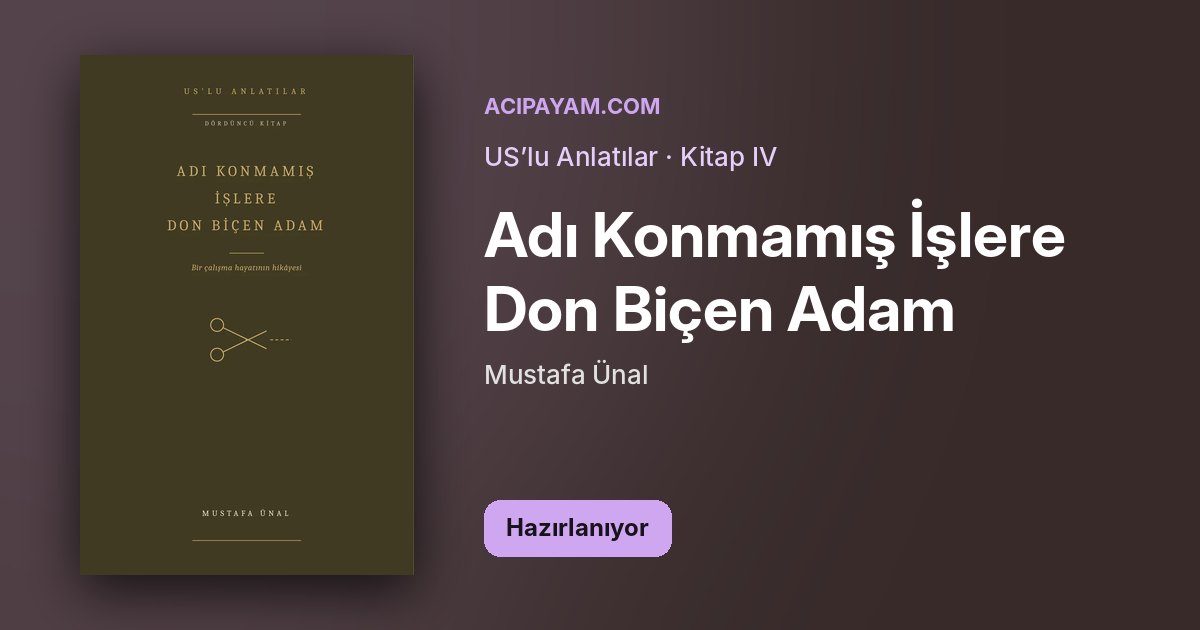 US'LU ANLATILAR
DÖRDÜNCÜ KİTAP
ADI KONMAMIŞ
İŞLERE
DON BİÇEN ADAM
Bir çalışma hayatının hikâyesi
MUSTAFA ÜNAL
ACIPAYAM.COM
US’lu Anlatılar · Kitap IV
Adı Konmamış İşlere
Don Biçen Adam
Mustafa Ünal
Hazırlanıyor